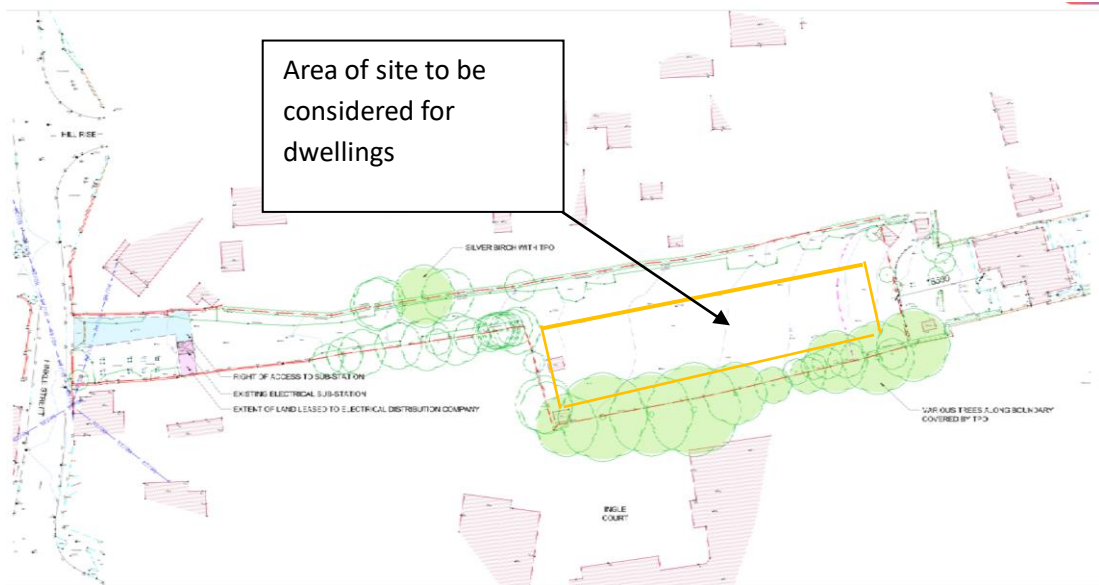 Area of site to be
considered for
dwellings
HILL RISE
SILVER BIRCH WITH TPO
RIGHT OF ACCESS TO SUB-STATION
EXISTING ELECTRICAL SUB-STATION
EXTENT OF LAND LEASED TO ELECTRICAL DISTRIBUTION COMPANY
VARIOUS TREES ALONG BOUNDARY
COVERED BY TPO
INGLE
COURT